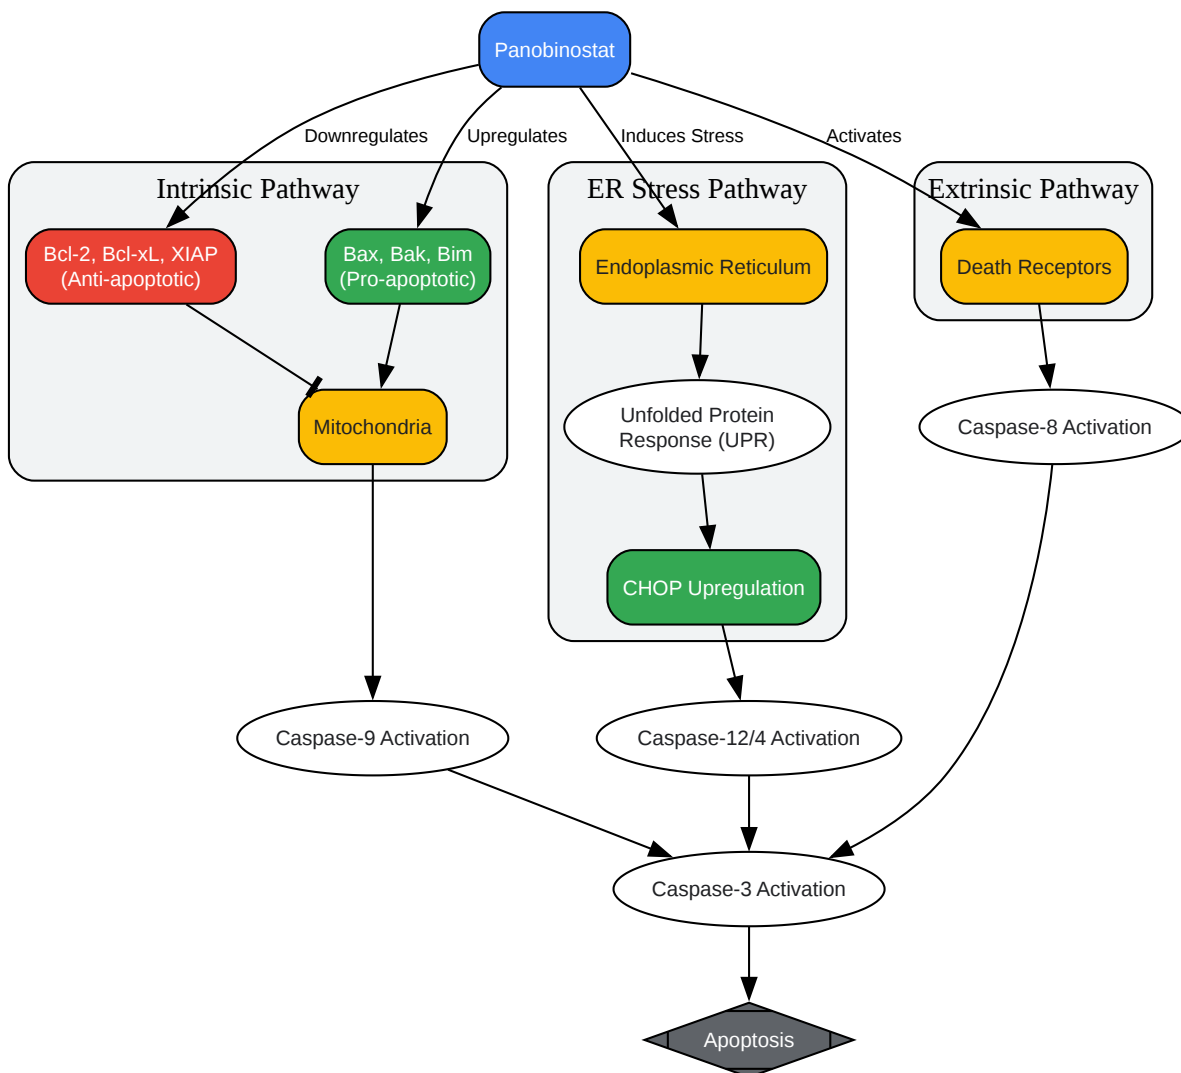 Panobinostat
Downregulates
Upregulates
Induces Stress
Activates
Intrinsic Pathway
ER Stress Pathway
Extrinsic Pathway
Bcl-2, Bcl-xL, XIAP
(Anti-apoptotic)
Bax, Bak, Bim
(Pro-apoptotic)
Endoplasmic Reticulum
Death Receptors
Mitochondria
Unfolded Protein
Response (UPR)
Caspase-8 Activation
CHOP Upregulation
Caspase-9 Activation
Caspase-12/4 Activation
Caspase-3 Activation
Apoptosis